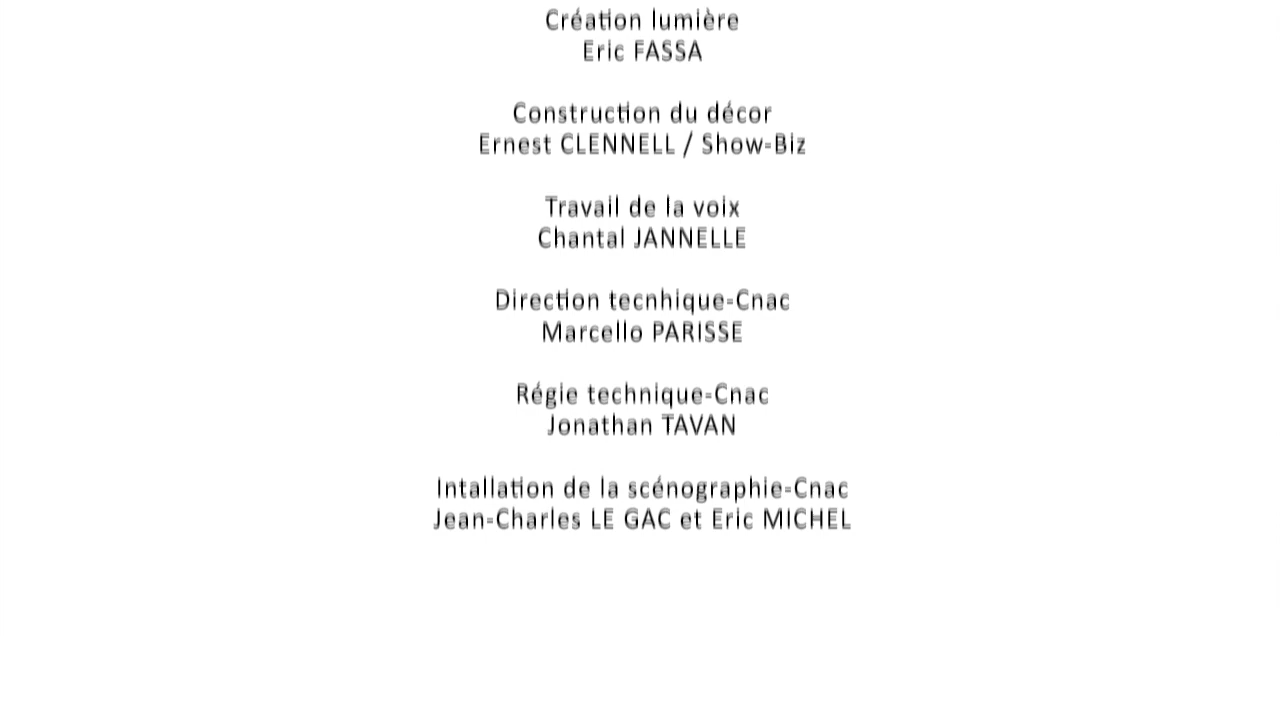 Création lumière
Eric FASSA
Construction du décor
Ernest CLENNELL / Show-Biz
Travail de la voix
Chantal JANNELLE
Direction tecnhique-Cnac
Marcello PARISSE
Régie technique-Cnac
Jonathan TAVAN
Intallation de la scénographie-Cnac
Jean-Charles LE GAC et Eric MICHEL